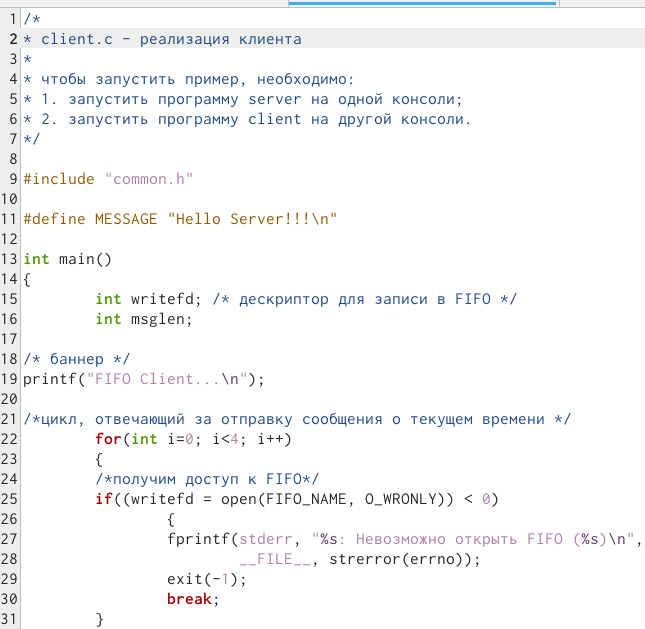 1 /*
2 * client.c - реализация клиента
3 *
4 * чтобы запустить пример, необходимо:
5 * 1. запустить программу server на одной консоли;
6 * 2. запустить программу client на другой консоли.
7 */
8
9 #include "common.h"
10
11 #define MESSAGE "Hello Server!!!\n"
12
13 int main()
14 {
15         int writefd; /* дескриптор для записи в FIFO */
16         int msglen;
17
18 /* баннер */
19 printf("FIFO Client...\n");
20
21 /*цикл, отвечающий за отправку сообщения о текущем времени */
22         for(int i=0; i<4; i++)
23         {
24         /*получим доступ к FIFO*/
25         if((writefd = open(FIFO_NAME, O_WRONLY)) < 0)
26                 {
27                 fprintf(stderr, "%s: Невозможно открыть FIFO (%s)\n",
28                         __FILE__, strerror(errno));
29                 exit(-1);
30                 break;
31         }